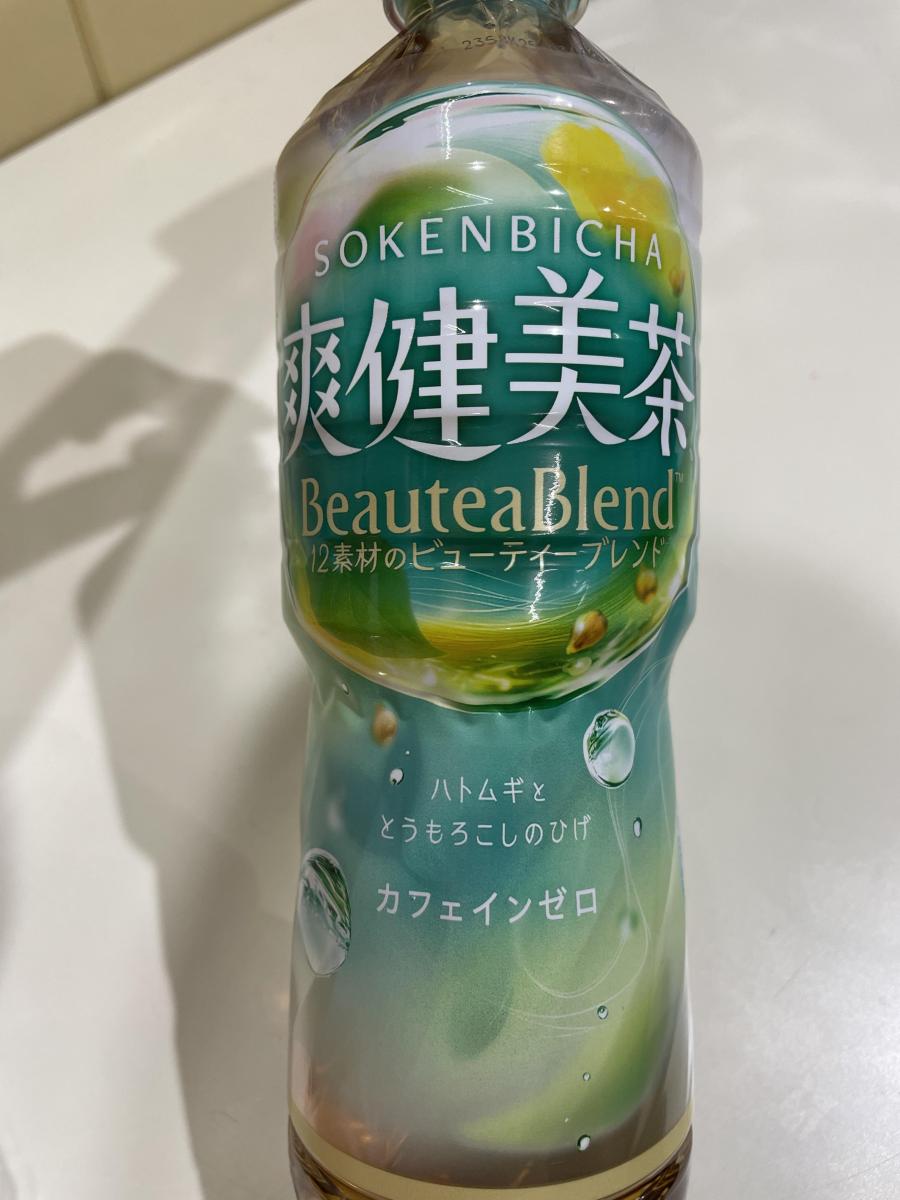 SOKENBICHA
爽健美茶
BeauteaBlend™
12素材のビューティーブレンド
ハトムギと
とうもろこしのひげ
カフェインゼロ